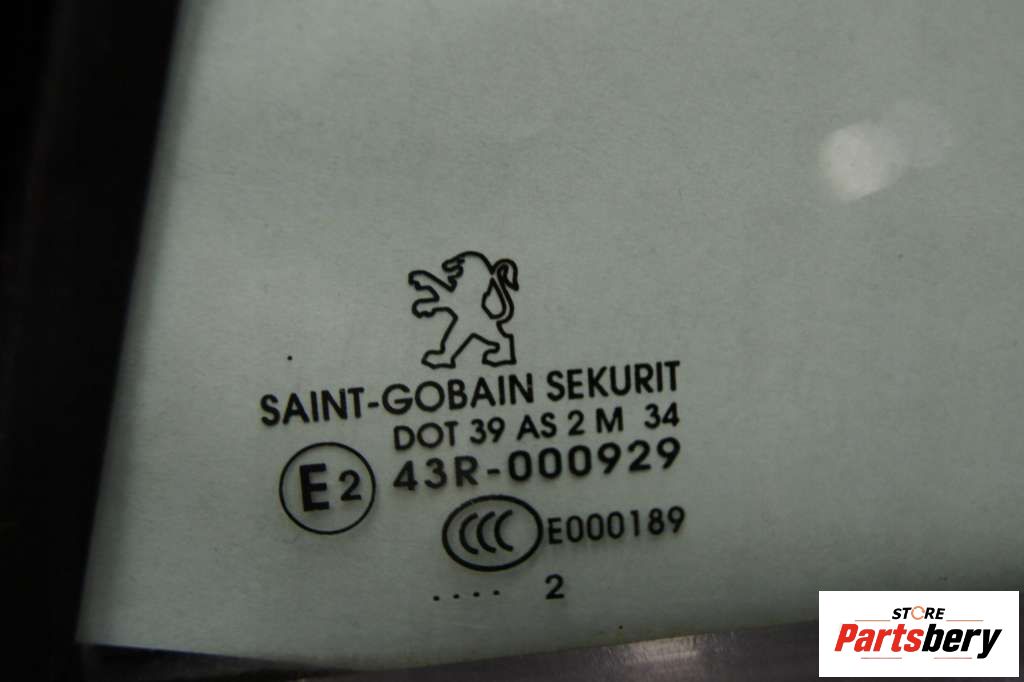 SAINT-GOBAIN SEKURIT
DOT 39 AS 2 M 34
E2 43R-000929
CCC E000189
.... 2
STORE
Partsbery